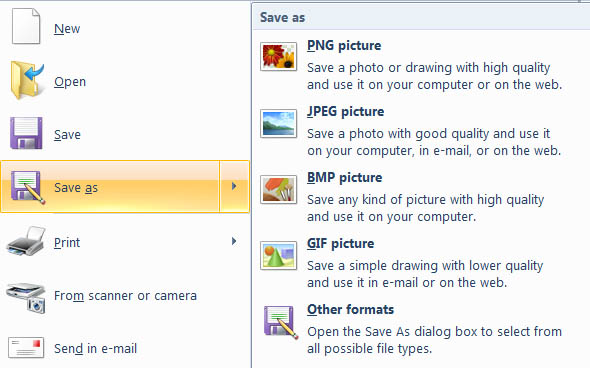 New
Open
Save
Save as
Print
From scanner or camera
Send in e-mail
Save as
PNG picture
Save a photo or drawing with high quality
and use it on your computer or on the web.
JPEG picture
Save a photo with good quality and use it
on your computer, in e-mail, or on the web.
BMP picture
Save any kind of picture with high quality
and use it on your computer.
GIF picture
Save a simple drawing with lower quality
and use it in e-mail or on the web.
Other formats
Open the Save As dialog box to select from
all possible file types.